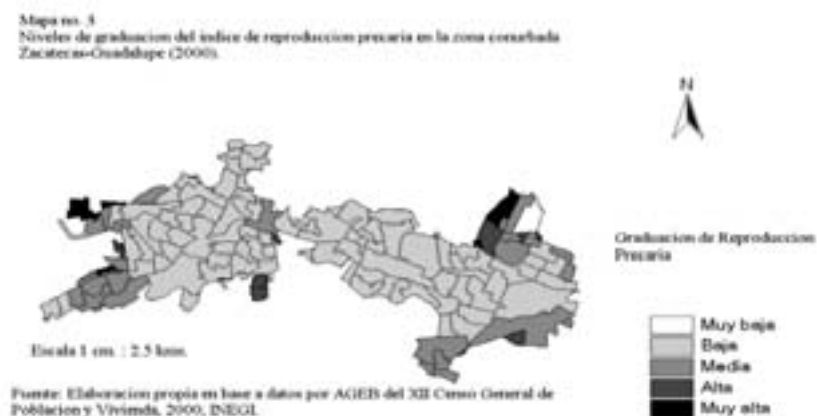 Mapa no. 3
Niveles de graduacion del indice de reproduccion precaria en la zona conurbada
Zacatecas-Guadalupe (2000).
N
Graduacion de Reproduccion
Precaria
Muy baja
Baja
Media
Alta
Muy alta
Escala 1 cm. : 2.5 kms.
Fuente: Elaboracion propia en base a datos por AGEB del XII Censo General de
Poblacion y Vivienda, 2000, INEGI.